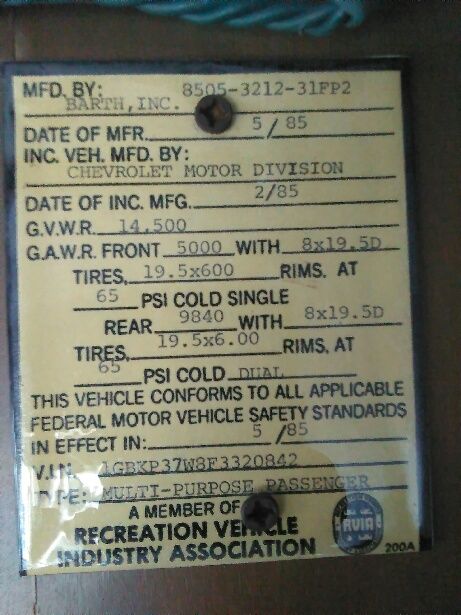 MFD. BY: 8505-3212-31FP2
BARTH, INC.
DATE OF MFR. 5/85
INC. VEH. MFD. BY:
CHEVROLET MOTOR DIVISION
DATE OF INC. MFG. 2/85
G.V.W.R. 14,500
G.A.W.R. FRONT 5000 WITH 8x19.5D
TIRES, 19.5x600 RIMS, AT
65 PSI COLD SINGLE
REAR 9840 WITH 8x19.5D
TIRES, 19.5x6.00 RIMS, AT
65 PSI COLD DUAL
THIS VEHICLE CONFORMS TO ALL APPLICABLE
FEDERAL MOTOR VEHICLE SAFETY STANDARDS
IN EFFECT IN: 5/85
V.I.N. 1GBKP37W8F3320842
TYPE: MULTI-PURPOSE PASSENGER
A MEMBER OF
RECREATION VEHICLE
INDUSTRY ASSOCIATION
RVIA
200A